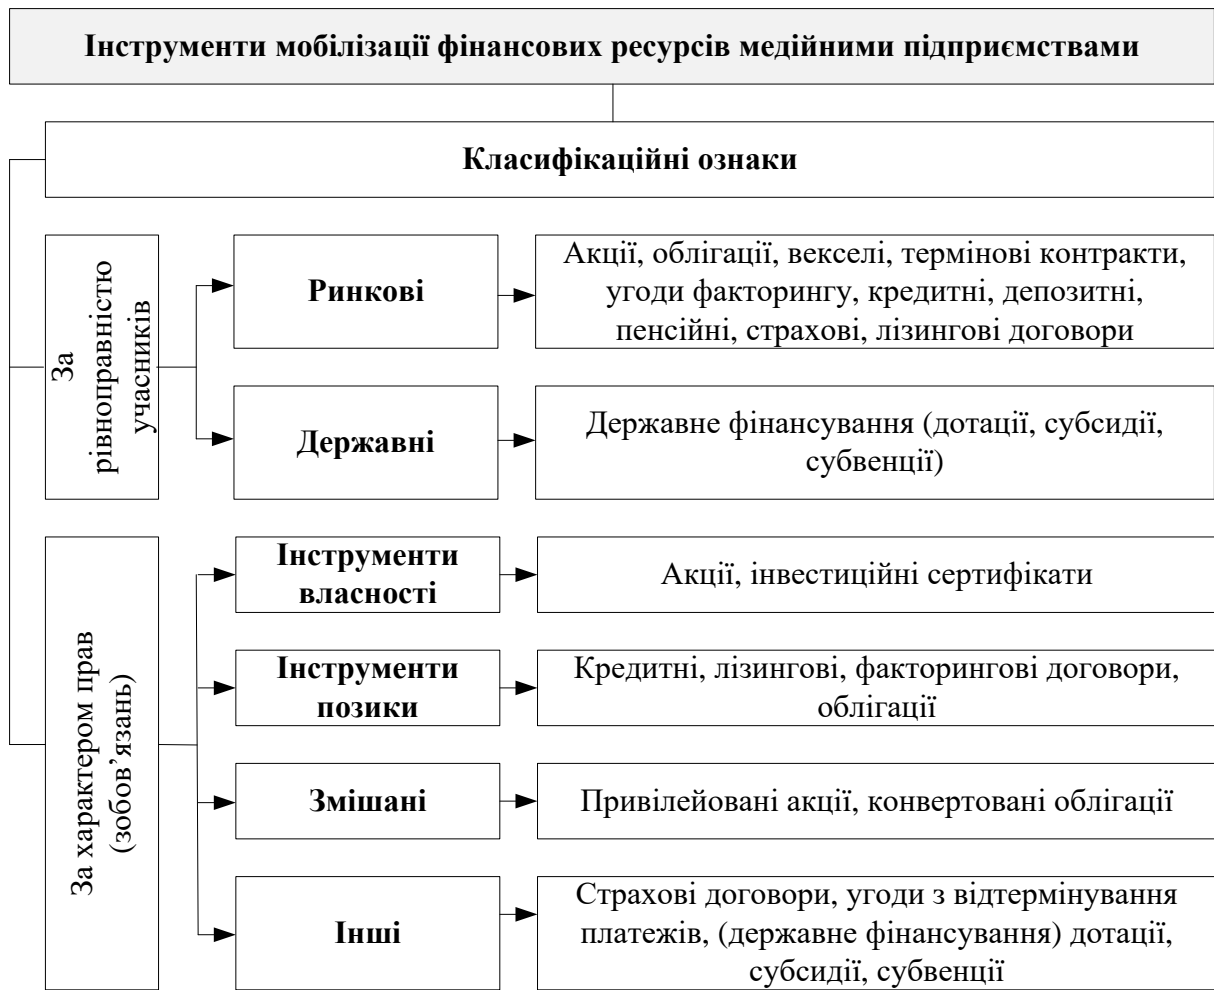 Інструменти мобілізації фінансових ресурсів медійними підприємствами
Класифікаційні ознаки
За
рівноправністю
учасників
Ринкові
Акції, облігації, векселі, термінові контракти,
угоди факторингу, кредитні, депозитні,
пенсійні, страхові, лізингові договори
Державні
Державне фінансування (дотації, субсидії,
субвенції)
За характером прав
(зобов’язань)
Інструменти
власності
Акції, інвестиційні сертифікати
Інструменти
позики
Кредитні, лізингові, факторингові договори,
облігації
Змішані
Привілейовані акції, конвертовані облігації
Інші
Страхові договори, угоди з відтермінування
платежів, (державне фінансування) дотації,
субсидії, субвенції